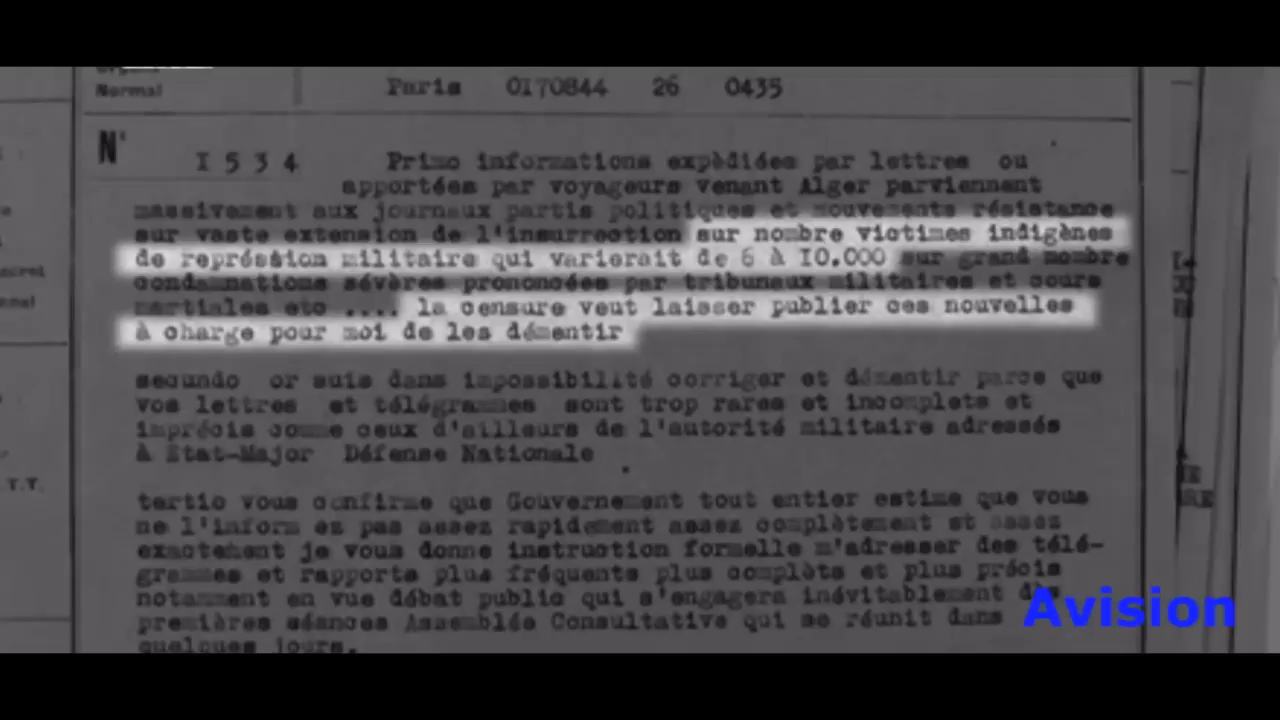 Normal
Paris 0170844 26 0435
N°
I534 Primo informations expèdiées par lettres ou
apportées par voyageurs venant Alger parviennent
massivement aux journaux partis politiques et mouvements résistance
sur vaste extension de l'insurrection sur nombre victimes indigènes
de represstion militaire qui varierait de 6 à I0.000 sur grand nombre
condamnations sévères prononcées par tribunaux militaires et cours
martiales etc .... la censure veut laisser publier ces nouvelles
à charge pour moi de les démentir
secundo or suis dans impossibilité corriger et démentir parce que
vos lettres et télégrammes sont trop rares et incomplets et
imprécis comme ceux d'ailleurs de l'autorité militaire adressés
à Etat-Major Défense Nationale .
tertio vous confirme que Gouvernement tout entier estime que vous
ne l'inform ez pas assez rapidement assez complètement et assez
exactement je vous donne instruction formelle m'adresser des télé-
grammes et rapports plus fréquents plus complèts et plus précis
notamment en vue débat public qui s'engagera inévitablement dès
premières séances Assemblée Consultative qui se réunit dans
quelques jours.
T.T.
Avision